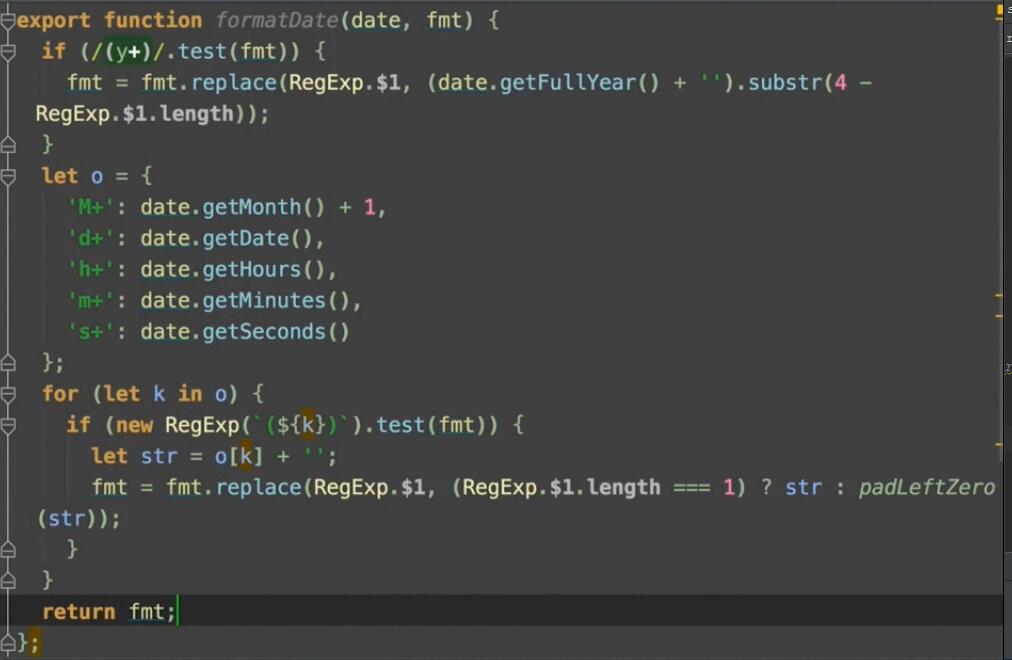 export function formatDate(date, fmt) {
if (/(y+)/.test(fmt)) {
fmt = fmt.replace(RegExp.$1, (date.getFullYear() + '').substr(4 -
RegExp.$1.length));
}
let o = {
'M+': date.getMonth() + 1,
'd+': date.getDate(),
'h+': date.getHours(),
'm+': date.getMinutes(),
's+': date.getSeconds()
};
for (let k in o) {
if (new RegExp(`(${k})`).test(fmt)) {
let str = o[k] + '';
fmt = fmt.replace(RegExp.$1, (RegExp.$1.length === 1) ? str : padLeftZero
(str));
}
}
return fmt;
};